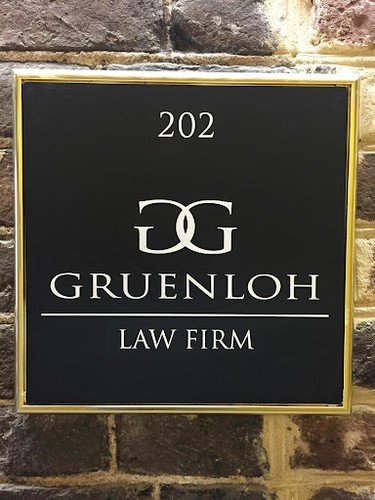 202
GG
GRUENLOH
LAW FIRM